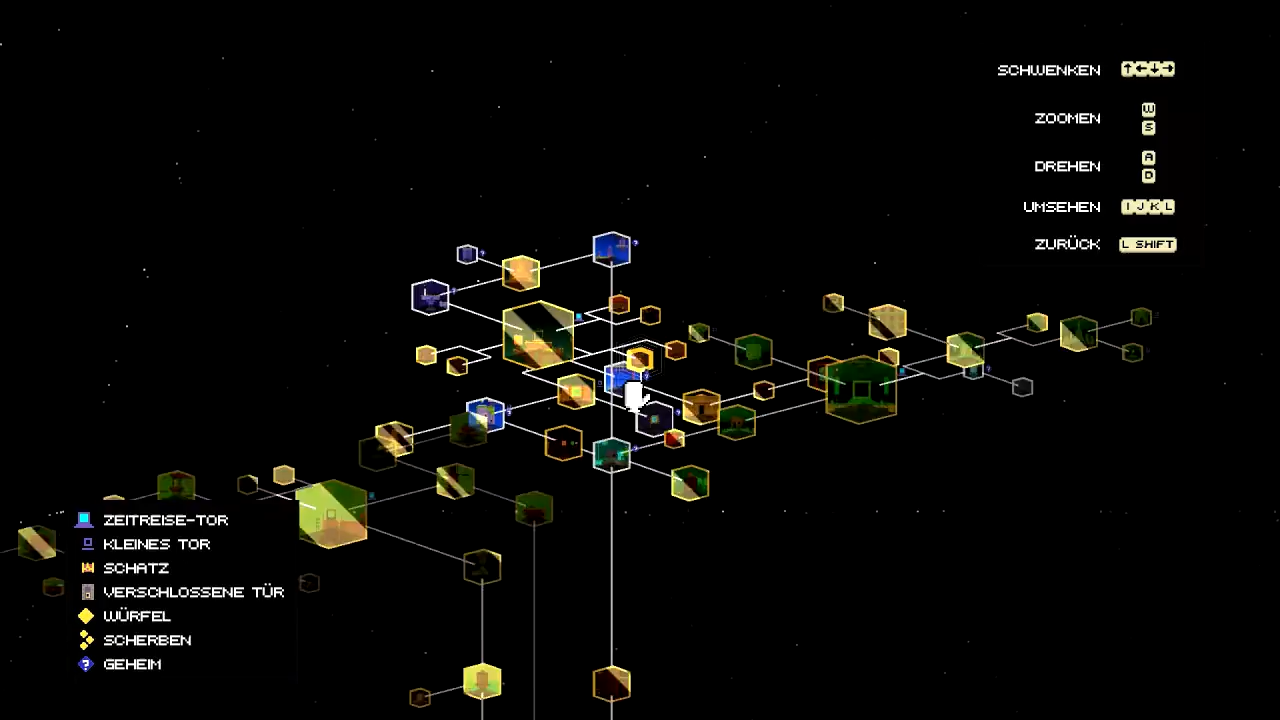 SCHWENKEN ↑←↓→
ZOOMEN W
S
DREHEN A
D
UMSEHEN I J K L
ZURÜCK L SHIFT
ZEITREISE-TOR
KLEINES TOR
SCHATZ
VERSCHLOSSENE TÜR
WÜRFEL
SCHERBEN
? GEHEIM